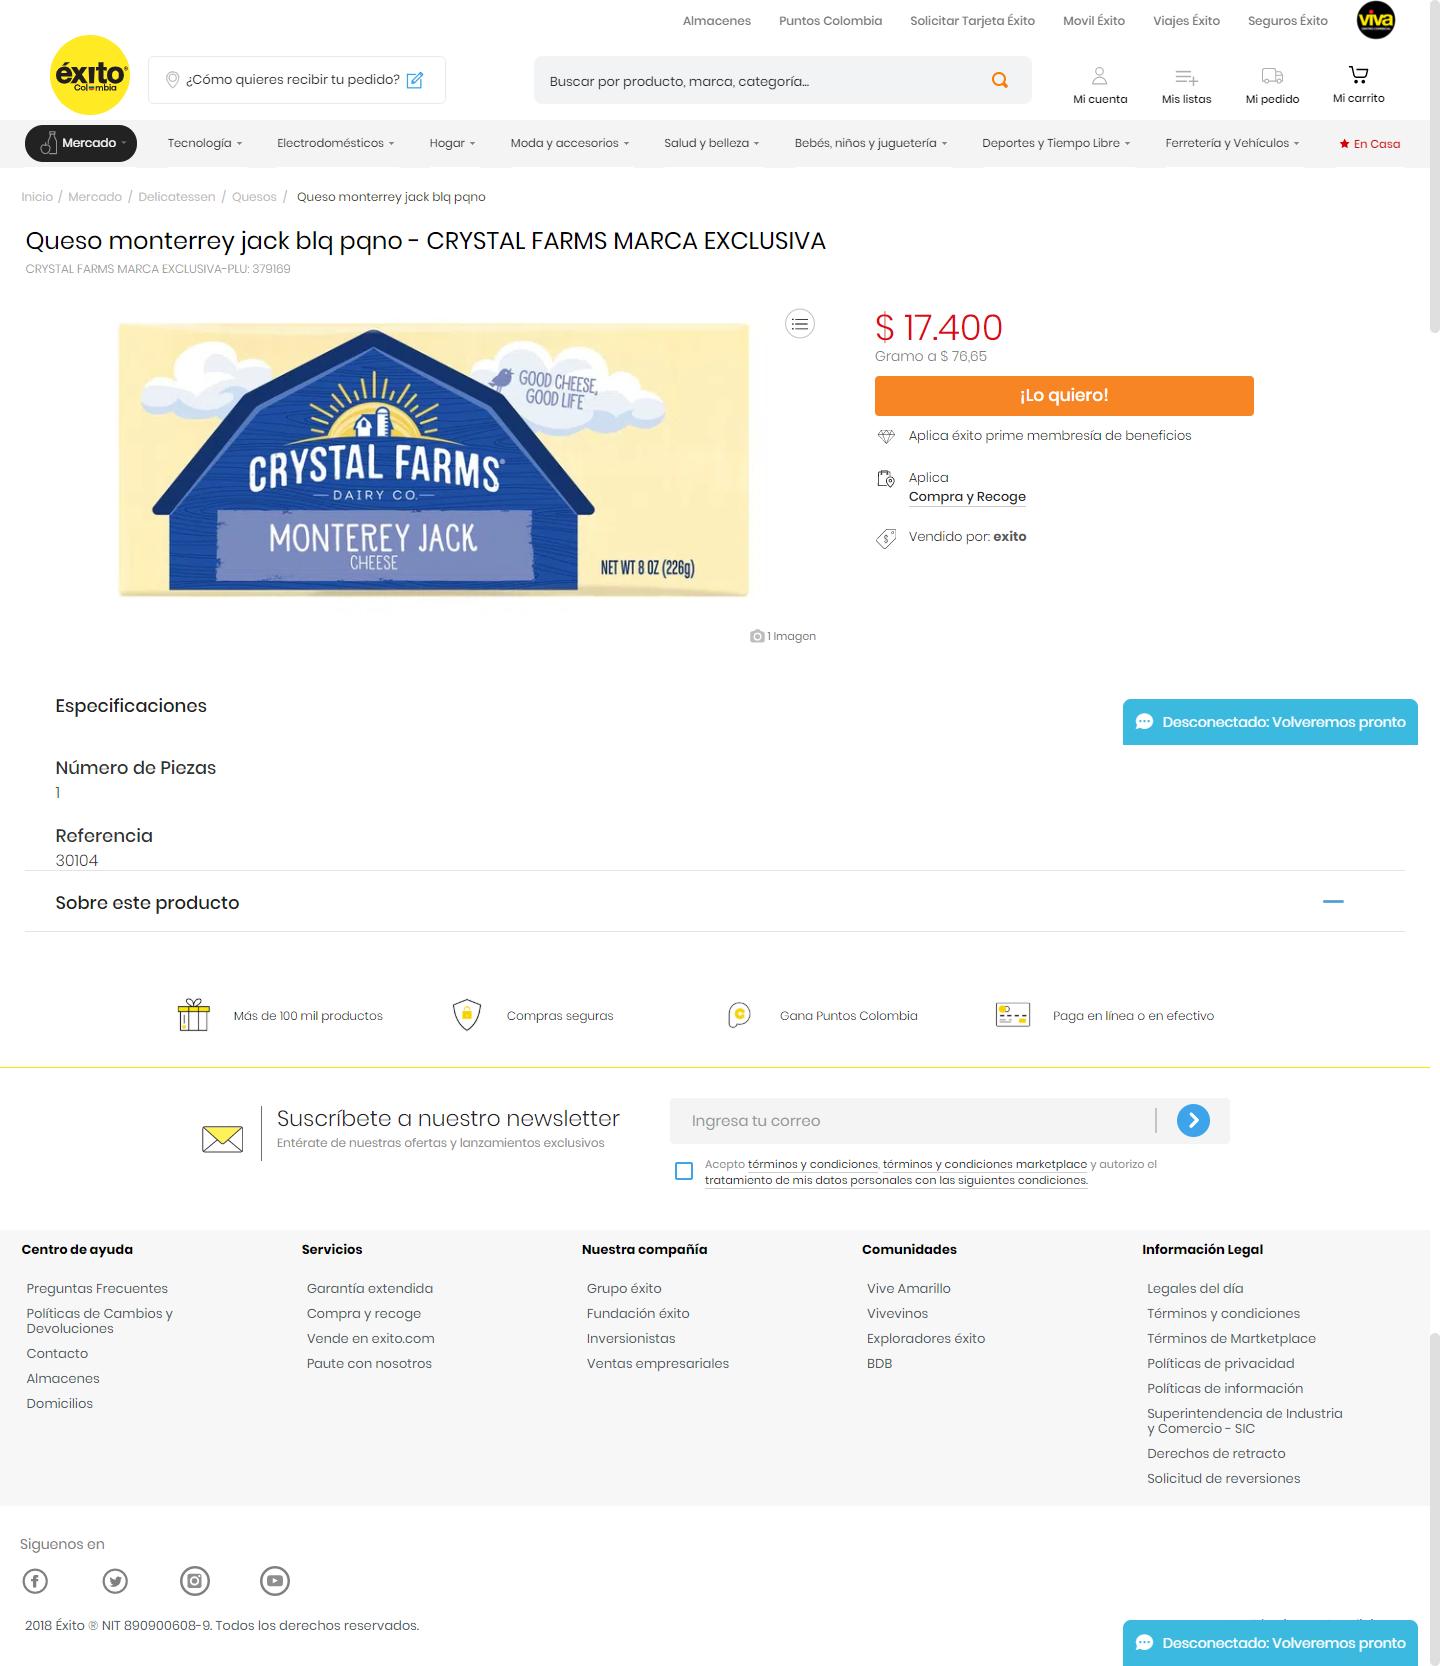 Almacenes Puntos Colombia Solicitar Tarjeta Éxito Movil Éxito Viajes Éxito Seguros Éxito viva
éxito
Colombia
¿Cómo quieres recibir tu pedido?
Buscar por producto, marca, categoría...
Mi cuenta Mis listas Mi pedido Mi carrito
Mercado Tecnología Electrodomésticos Hogar Moda y accesorios Salud y belleza Bebés, niños y juguetería Deportes y Tiempo Libre Ferretería y Vehículos En Casa
Inicio / Mercado / Delicatessen / Quesos / Queso monterrey jack blq pqno
Queso monterrey jack blq pqno - CRYSTAL FARMS MARCA EXCLUSIVA
CRYSTAL FARMS MARCA EXCLUSIVA-PLU: 379169
GOOD CHEESE,
GOOD LIFE
CRYSTAL FARMS®
DAIRY CO.
MONTEREY JACK
CHEESE
NET WT 8 OZ (226g)
1 Imagen
$ 17.400
Gramo a $ 76,65
¡Lo quiero!
Aplica éxito prime membresía de beneficios
Aplica
Compra y Recoge
Vendido por: exito
Especificaciones
Desconectado: Volveremos pronto
Número de Piezas
1
Referencia
30104
Sobre este producto
Más de 100 mil productos Compras seguras Gana Puntos Colombia Paga en línea o en efectivo
Suscríbete a nuestro newsletter
Entérate de nuestras ofertas y lanzamientos exclusivos
Ingresa tu correo
Acepto términos y condiciones, términos y condiciones marketplace y autorizo el
tratamiento de mis datos personales con las siguientes condiciones.
Centro de ayuda
Preguntas Frecuentes
Políticas de Cambios y
Devoluciones
Contacto
Almacenes
Domicilios
Servicios
Garantía extendida
Compra y recoge
Vende en exito.com
Paute con nosotros
Nuestra compañía
Grupo éxito
Fundación éxito
Inversionistas
Ventas empresariales
Comunidades
Vive Amarillo
Vivevinos
Exploradores éxito
BDB
Información Legal
Legales del día
Términos y condiciones
Términos de Martketplace
Políticas de privacidad
Políticas de información
Superintendencia de Industria
y Comercio - SIC
Derechos de retracto
Solicitud de reversiones
Siguenos en
2018 Éxito ® NIT 890900608-9. Todos los derechos reservados.
Desconectado: Volveremos pronto